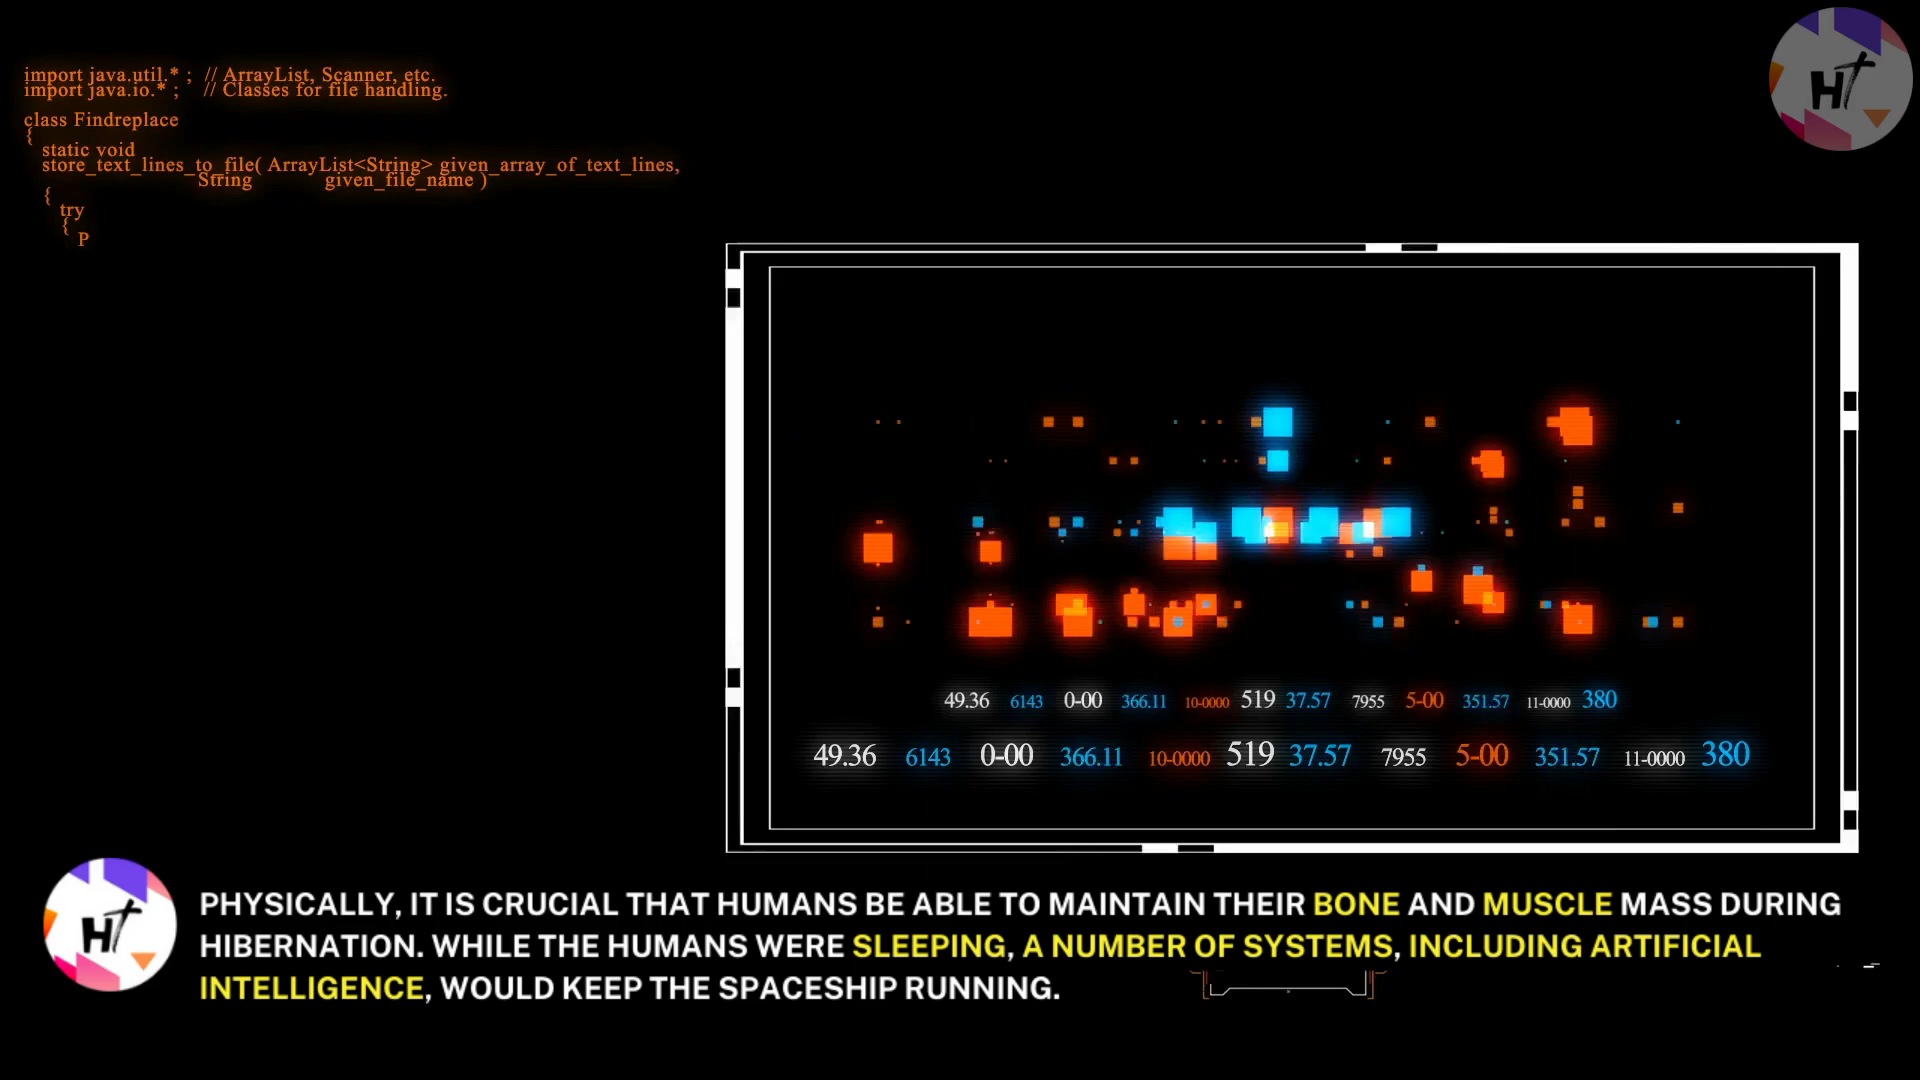 import java.util.* ;  // ArrayList, Scanner, etc.
import java.io.* ;    // Classes for file handling.
class Findreplace
{
static void
store_text_lines_to_file( ArrayList<String> given_array_of_text_lines,
String given_file_name )
{
try
{
P
HT
49.36 6143 0-00 366.11 10-0000 519 37.57 7955 5-00 351.57 11-0000 380
49.36 6143 0-00 366.11 10-0000 519 37.57 7955 5-00 351.57 11-0000 380
HT
PHYSICALLY, IT IS CRUCIAL THAT HUMANS BE ABLE TO MAINTAIN THEIR BONE AND MUSCLE MASS DURING
HIBERNATION. WHILE THE HUMANS WERE SLEEPING, A NUMBER OF SYSTEMS, INCLUDING ARTIFICIAL
INTELLIGENCE, WOULD KEEP THE SPACESHIP RUNNING.